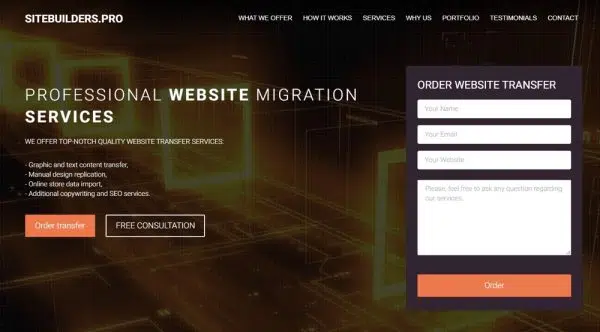 SITEBUILDERS.PRO
WHAT WE OFFER HOW IT WORKS SERVICES WHY US PORTFOLIO TESTIMONIALS CONTACT
PROFESSIONAL WEBSITE MIGRATION
SERVICES
WE OFFER TOP-NOTCH QUALITY WEBSITE TRANSFER SERVICES:
- Graphic and text content transfer,
- Manual design replication,
- Online store data import,
- Additional copywriting and SEO services.
Order transfer FREE CONSULTATION
ORDER WEBSITE TRANSFER
Your Name
Your Email
Your Website
Please, feel free to ask any question regarding
our services.
Order